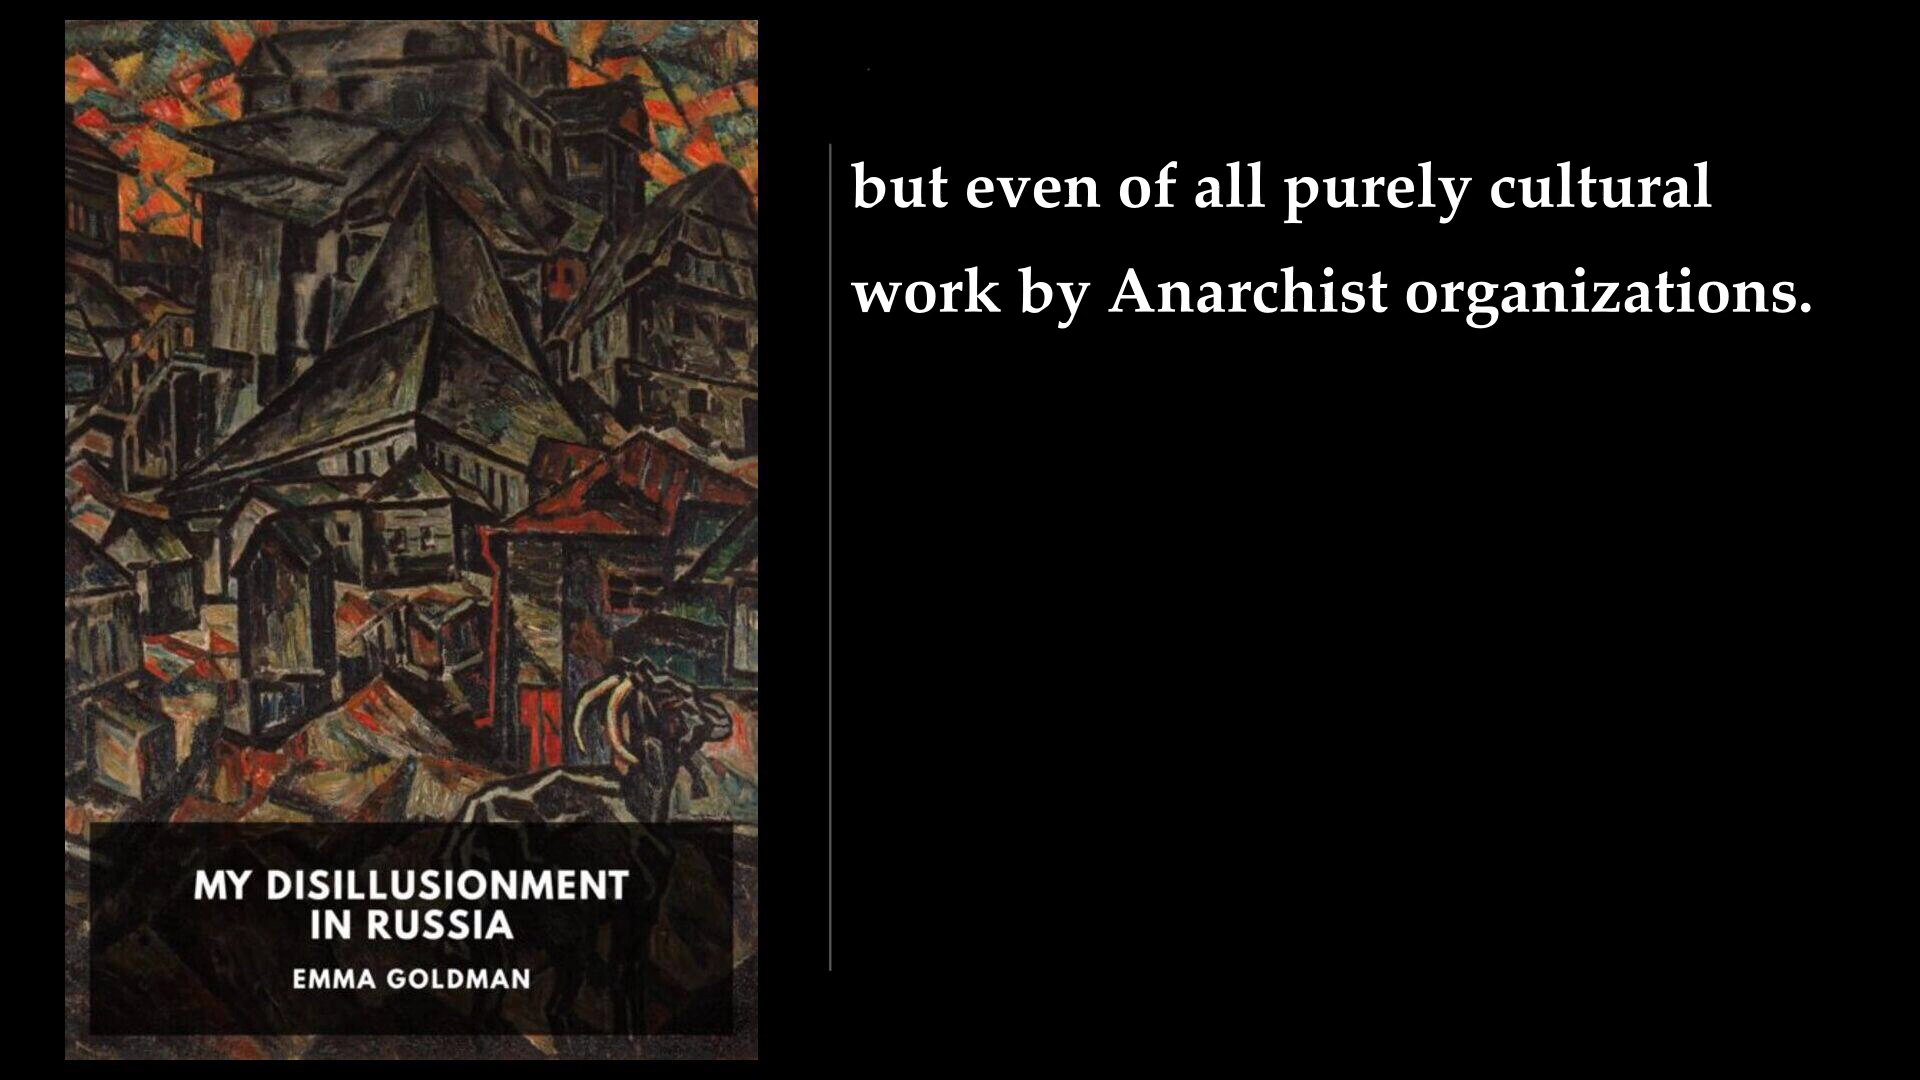 but even of all purely cultural
work by Anarchist organizations.
MY DISILLUSIONMENT
IN RUSSIA
EMMA GOLDMAN